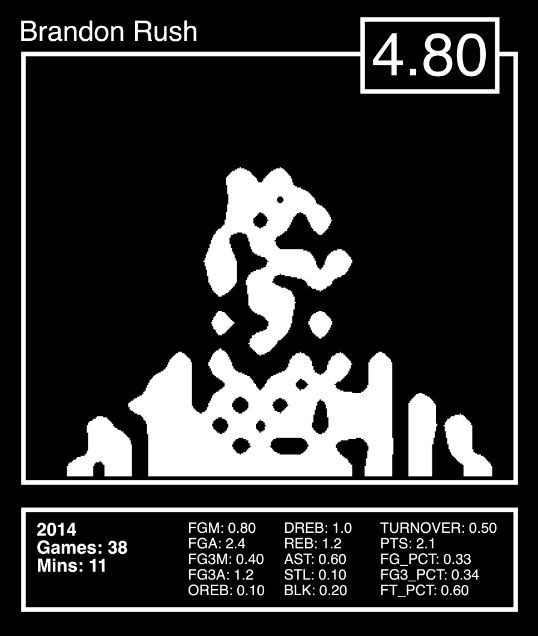 Brandon Rush
4.80
2014
Games: 38
Mins: 11
FGM: 0.80
FGA: 2.4
FG3M: 0.40
FG3A: 1.2
OREB: 0.10
DREB: 1.0
REB: 1.2
AST: 0.60
STL: 0.10
BLK: 0.20
TURNOVER: 0.50
PTS: 2.1
FG_PCT: 0.33
FG3_PCT: 0.34
FT_PCT: 0.60